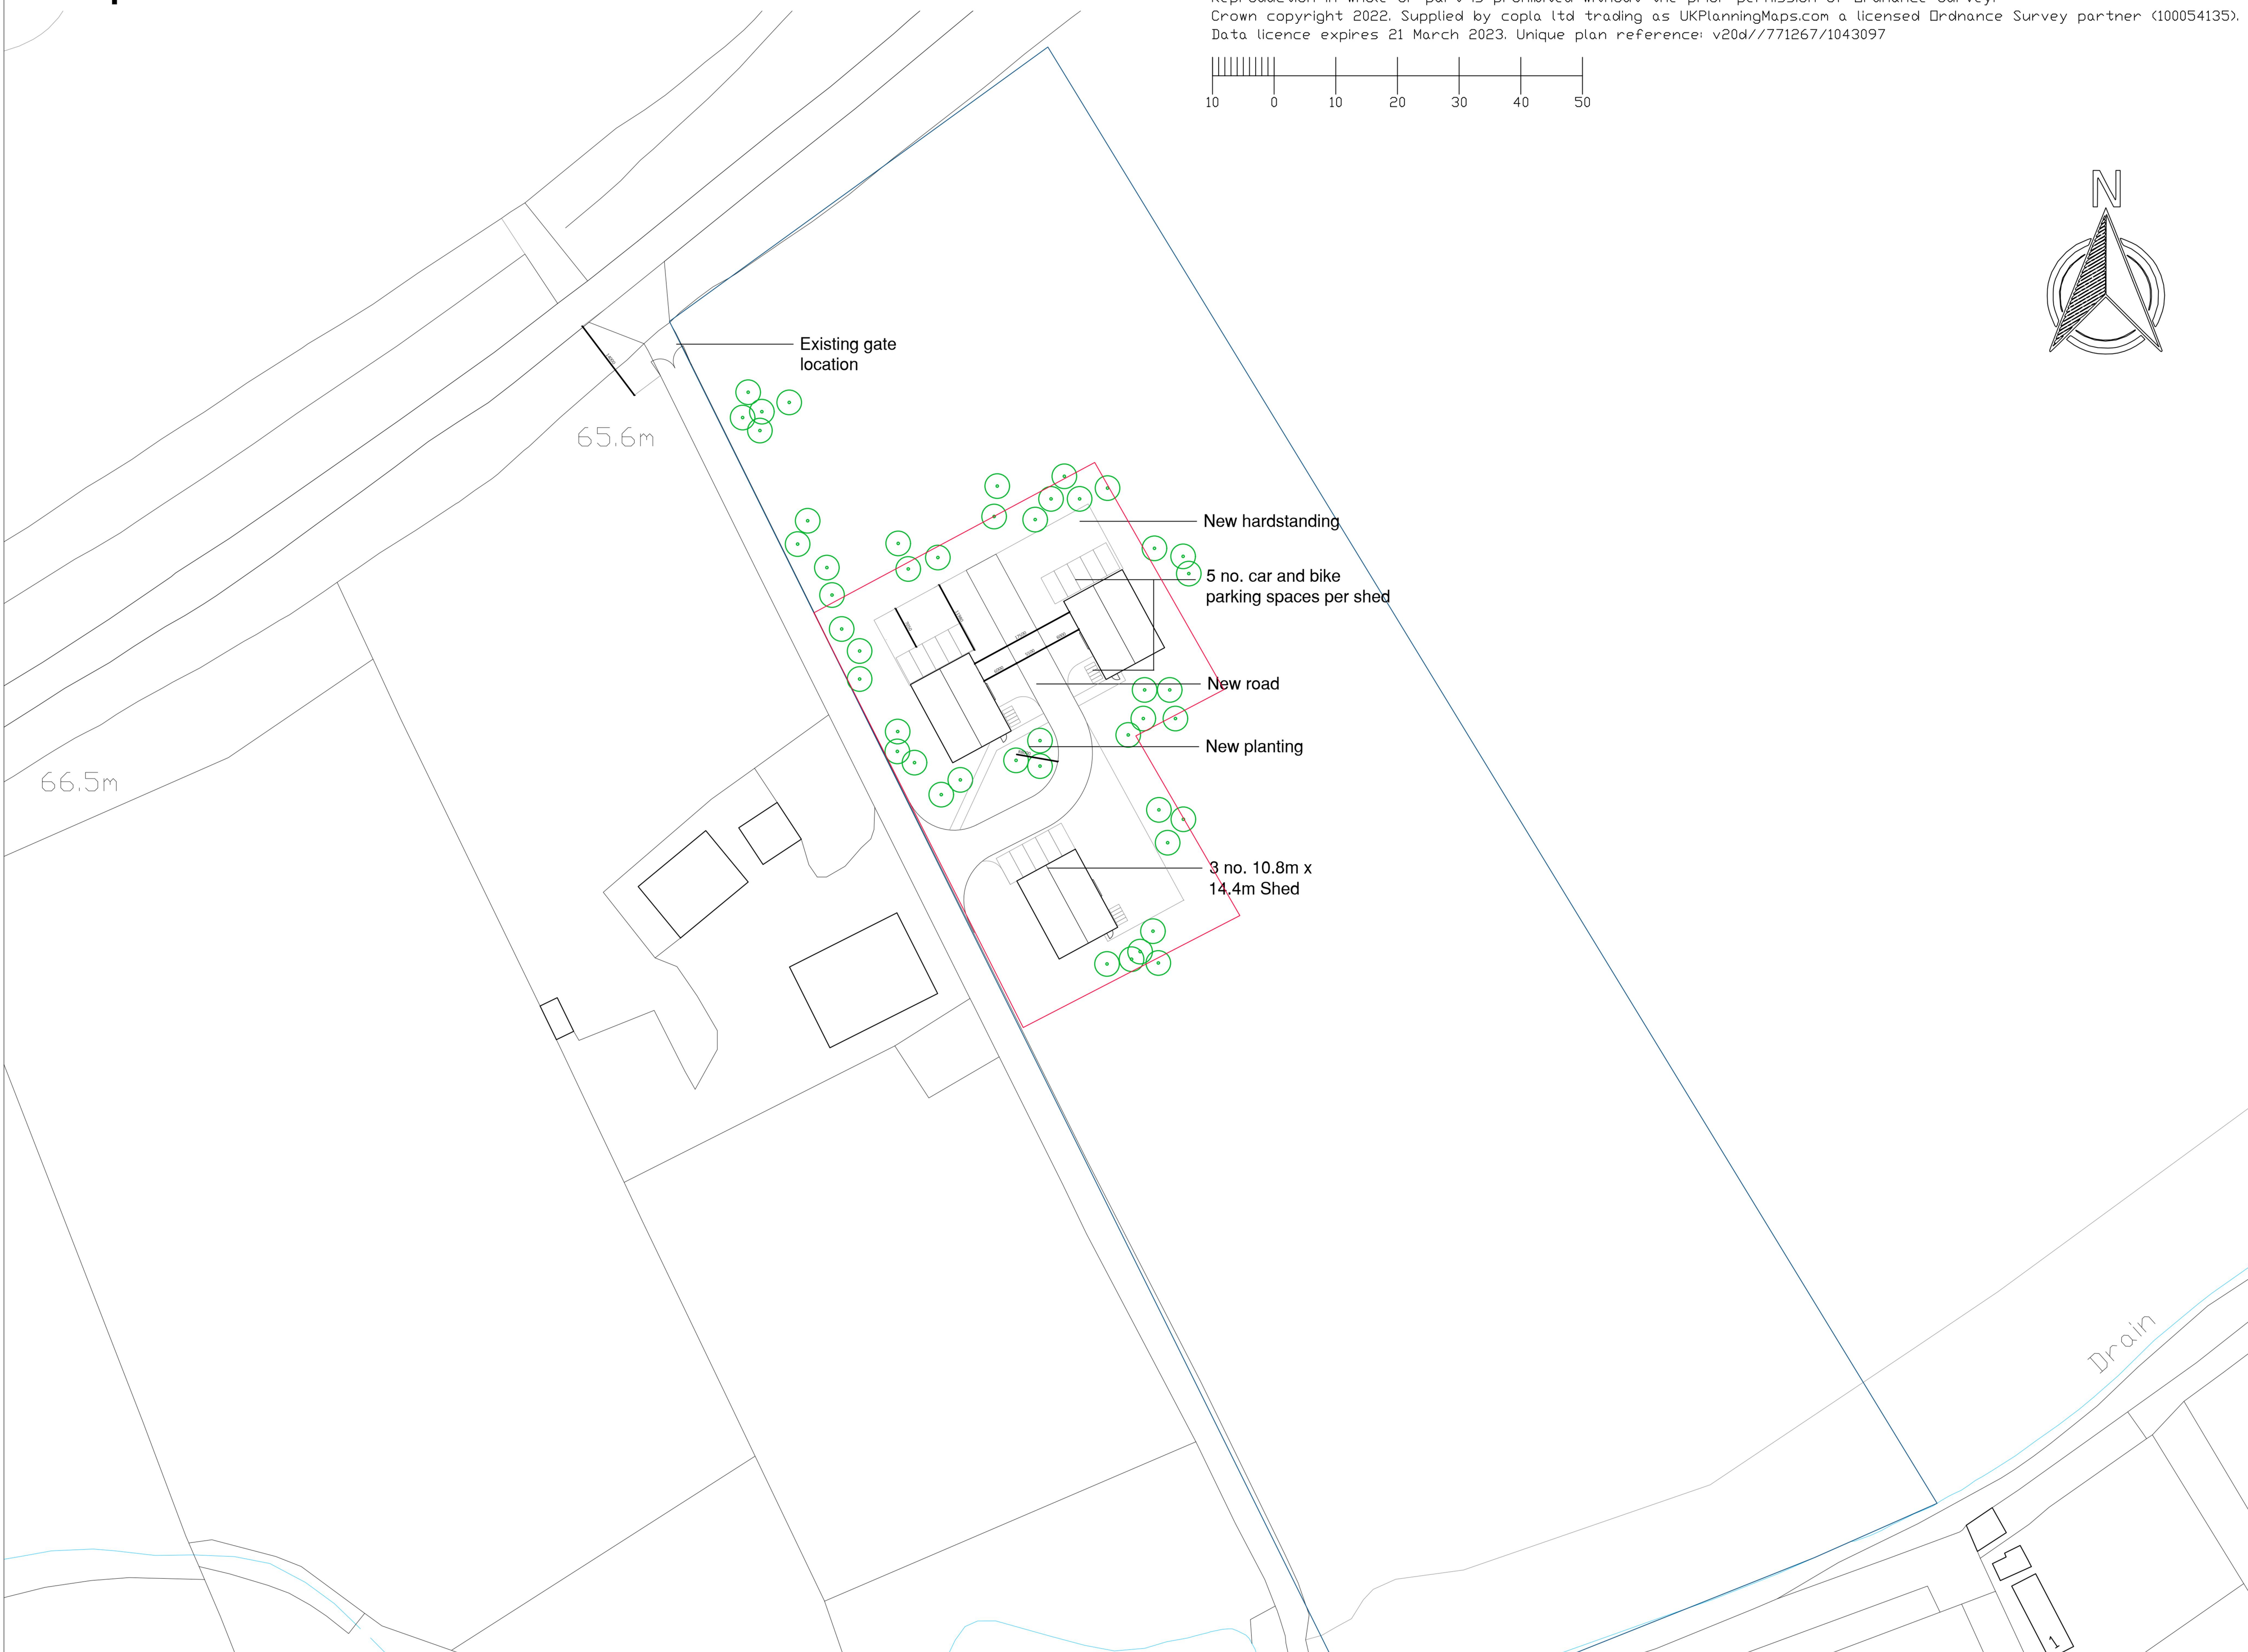 Crown copyright 2022. Supplied by copla ltd trading as UKPlanningMaps.com a licensed Ordnance Survey partner (100054135).
Data licence expires 21 March 2023. Unique plan reference: v20d//771267/1043097
10 0 10 20 30 40 50
N
Existing gate
location
65.6m
New hardstanding
5 no. car and bike
parking spaces per shed
New road
New planting
66.5m
3 no. 10.8m x
14.4m Shed
Drain
1